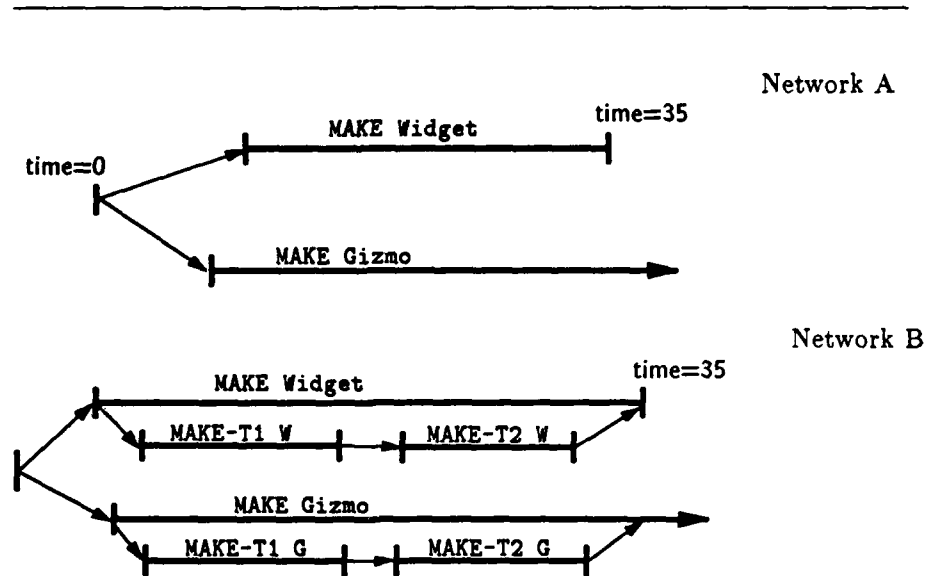 Network A
time=35
MAKE Widget
time=0
MAKE Gizmo
Network B
time=35
MAKE Widget
MAKE-T1 W
MAKE-T2 W
MAKE Gizmo
MAKE-T1 G
MAKE-T2 G